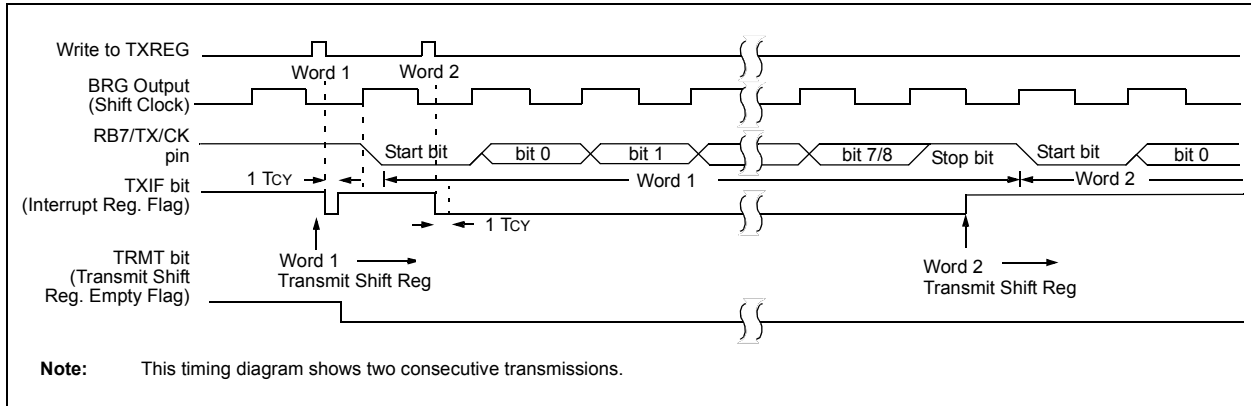 Write to TXREG
Word 1
Word 2
BRG Output
(Shift Clock)
RB7/TX/CK
pin
Start bit
bit 0
bit 1
bit 7/8
Stop bit
Start bit
bit 0
1 TCY
Word 1
Word 2
TXIF bit
(Interrupt Reg. Flag)
1 TCY
TRMT bit
(Transmit Shift
Reg. Empty Flag)
Word 1
Transmit Shift Reg
Word 2
Transmit Shift Reg
Note: This timing diagram shows two consecutive transmissions.